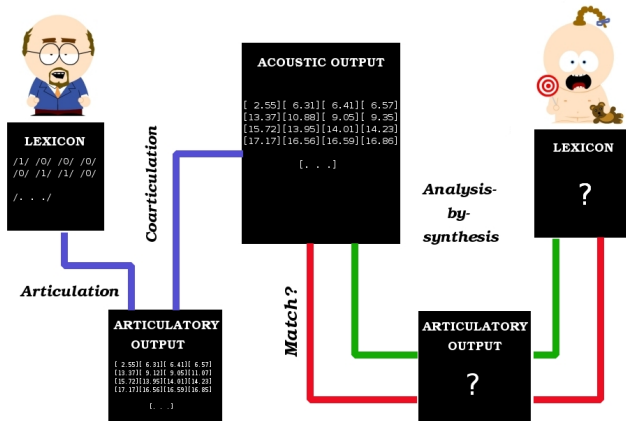 LEXICON
/1/ /0/ /0/ /0/
/0/ /1/ /1/ /0/
/. . ./
Articulation
ARTICULATORY
OUTPUT
[ 2.55][ 6.31][ 6.41][ 6.57]
[13.37][ 9.12][ 9.05][11.07]
[15.72][13.95][14.01][14.23]
[17.17][16.56][16.59][16.85]
[. . .]
Coarticulation
ACOUSTIC OUTPUT
[ 2.55][ 6.31][ 6.41][ 6.57]
[13.37][10.88][ 9.05][ 9.35]
[15.72][13.95][14.01][14.23]
[17.17][16.56][16.59][16.86]
[. . .]
Match?
Analysis-
by-
synthesis
ARTICULATORY
OUTPUT
?
LEXICON
?